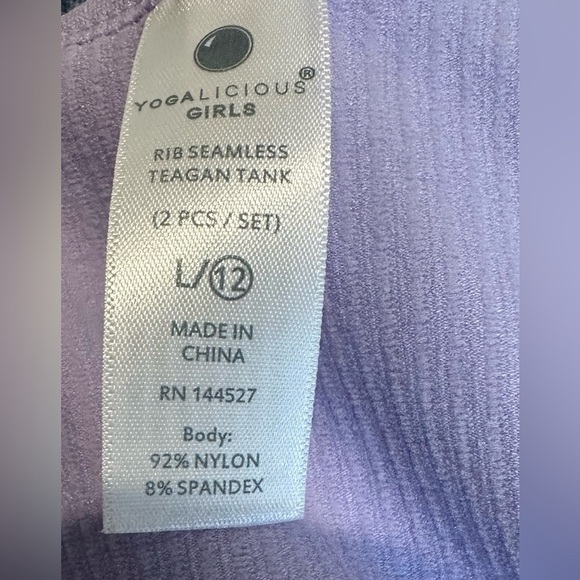 YOGALICIOUS®
GIRLS
RIB SEAMLESS
TEAGAN TANK
(2 PCS / SET)
L/12
MADE IN
CHINA
RN 144527
Body:
92% NYLON
8% SPANDEX